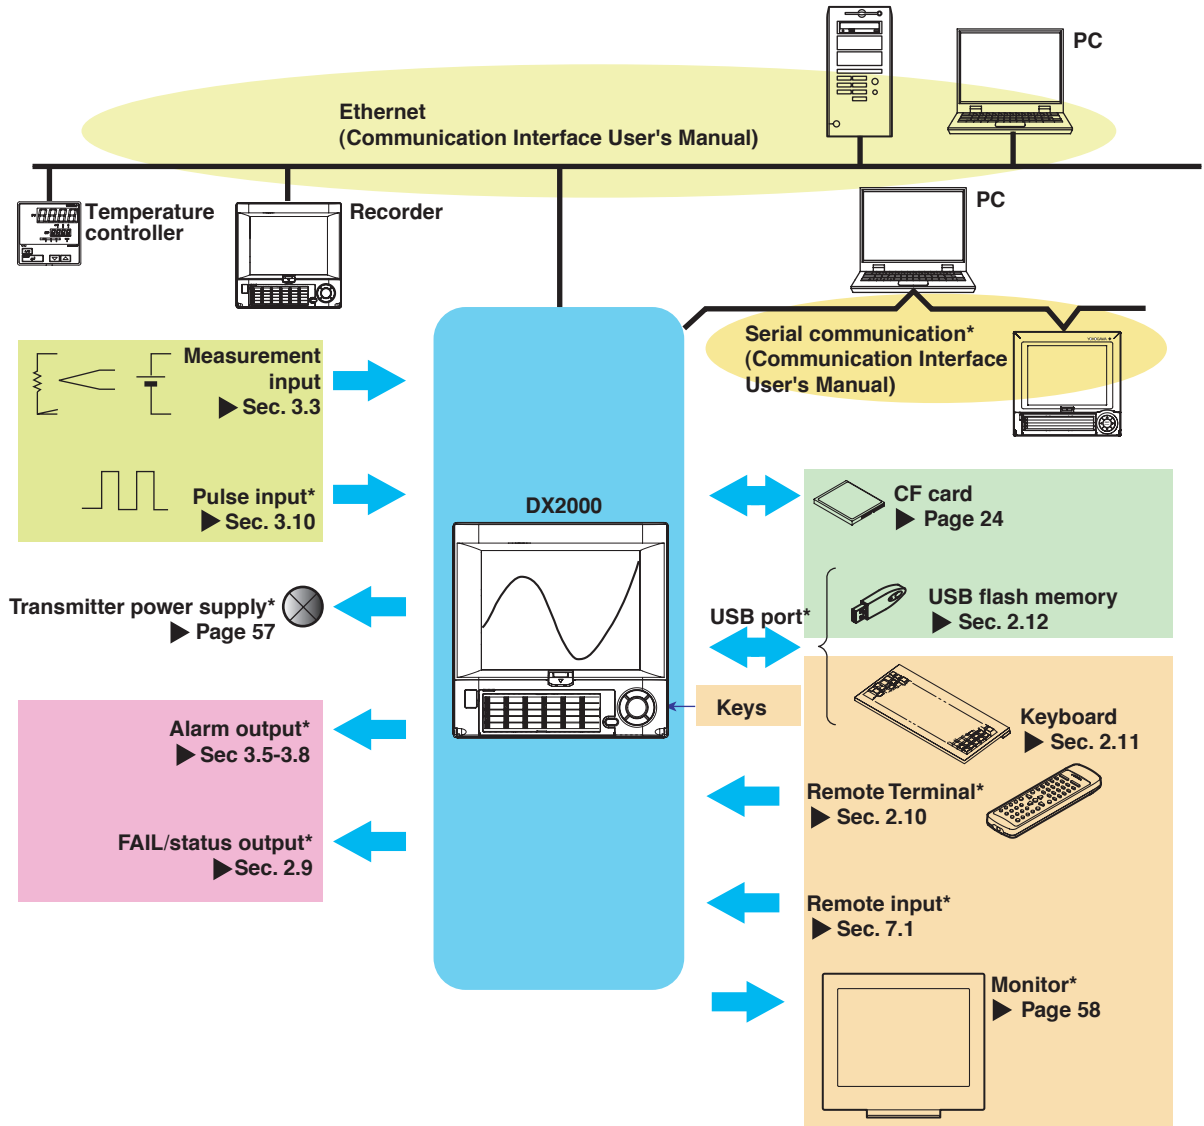 PC
Ethernet
(Communication Interface User's Manual)
Temperature
controller
Recorder
PC
Serial communication*
(Communication Interface
User's Manual)
YOKOGAWA
Measurement
input
▶ Sec. 3.3
Pulse input*
▶ Sec. 3.10
DX2000
CF card
▶ Page 24
Transmitter power supply*
▶ Page 57
USB port*
USB flash memory
▶ Sec. 2.12
Keys
Keyboard
▶ Sec. 2.11
Alarm output*
▶ Sec 3.5-3.8
Remote Terminal*
▶ Sec. 2.10
FAIL/status output*
▶ Sec. 2.9
Remote input*
▶ Sec. 7.1
Monitor*
▶ Page 58